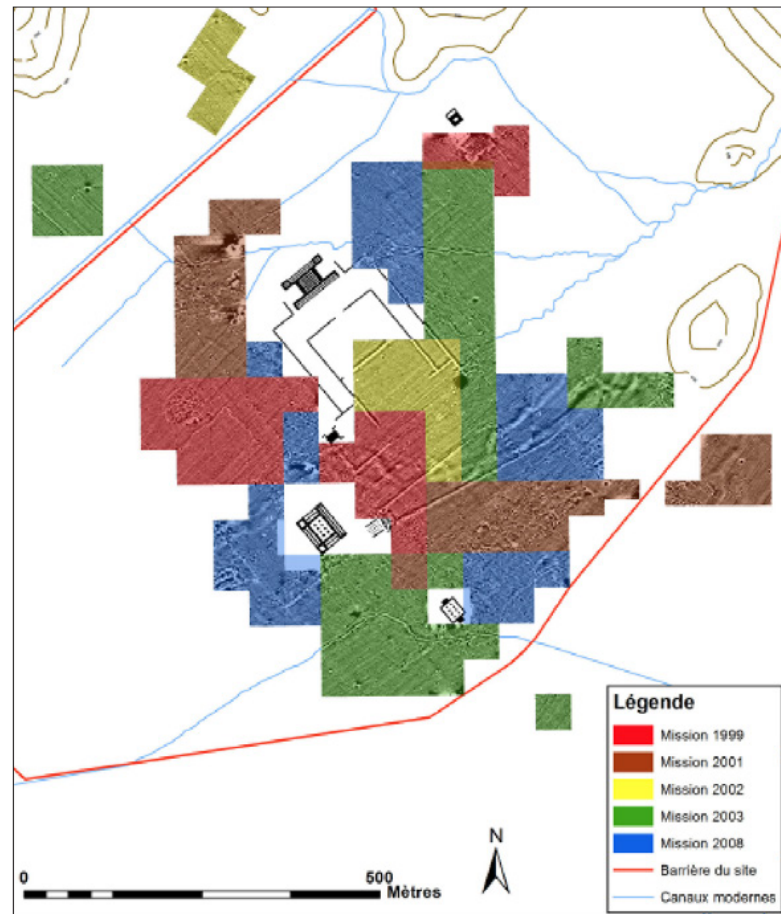 Légende
Mission 1999
Mission 2001
Mission 2002
Mission 2003
Mission 2008
Barrière du site
Canaux modernes
N
0 500
Mètres